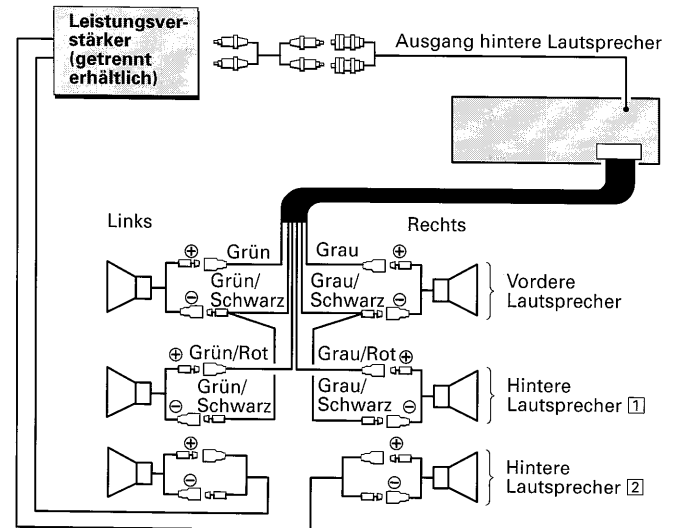 Leistungsver-
stärker
(getrennt
erhältlich)
Ausgang hintere Lautsprecher
Links
Rechts
⊕
Grün
Grau
⊕
⊖
Grün/
Schwarz
Grau/
Schwarz
⊖
Vordere
Lautsprecher
⊕
Grün/Rot
Grau/Rot
⊕
⊖
Grün/
Schwarz
Grau/
Schwarz
⊖
Hintere
Lautsprecher 1
⊕
⊖
⊕
⊖
Hintere
Lautsprecher 2